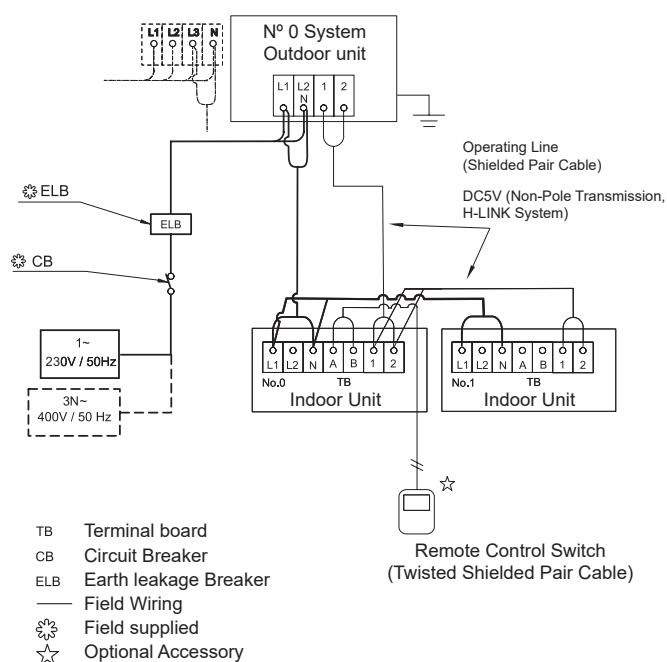 L1 L2 L3 N
Nº 0 System
Outdoor unit
L1 L2 N 1 2
Operating Line
(Shielded Pair Cable)
DC5V (Non-Pole Transmission,
H-LINK System)
ELB
ELB
CB
1~
230V / 50Hz
3N~
400V / 50 Hz
L1 L2 N A B 1 2
No.0 TB
Indoor Unit
L1 L2 N A B 1 2
No.1 TB
Indoor Unit
Remote Control Switch
(Twisted Shielded Pair Cable)
TB Terminal board
CB Circuit Breaker
ELB Earth leakage Breaker
Field Wiring
Field supplied
Optional Accessory